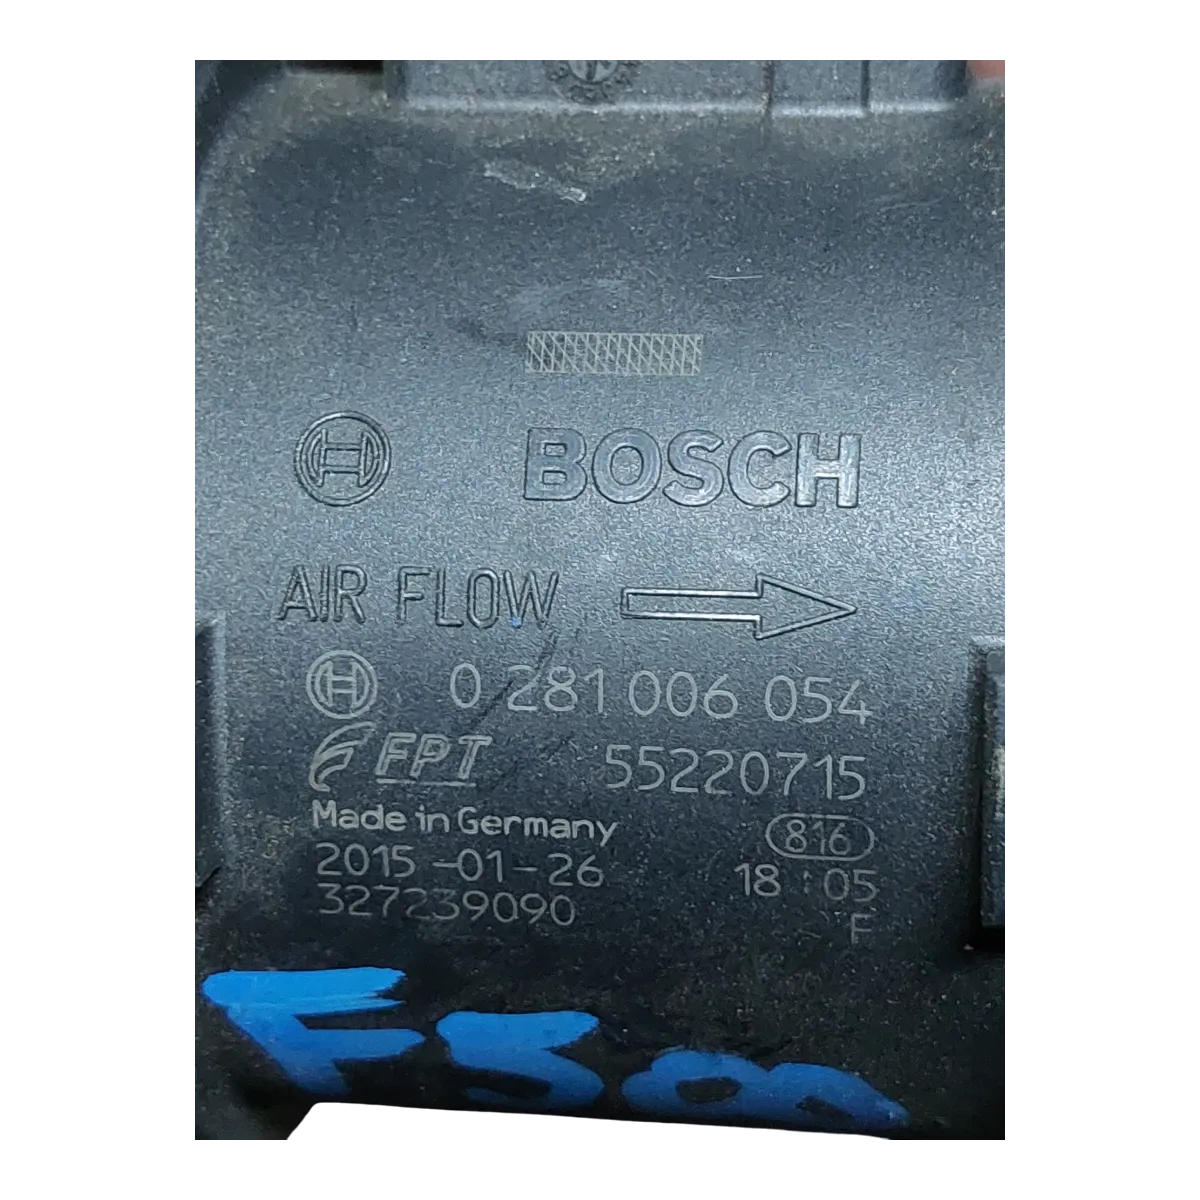 BOSCH
AIR FLOW
0 281 006 054
FPT 55220715
Made in Germany 816
2015-01-26 18:05
327239090 F